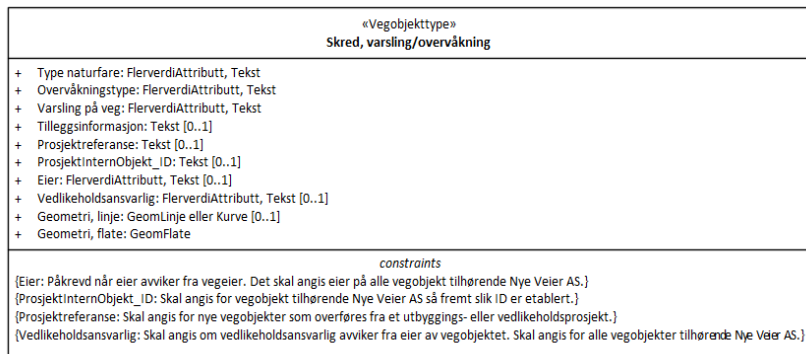 «Vegobjekttype»
Skred, varsling/overvåkning
+ Type naturfare: FlerverdiAttributt, Tekst
+ Overvåkningstype: FlerverdiAttributt, Tekst
+ Varsling på veg: FlerverdiAttributt, Tekst
+ Tilleggsinformasjon: Tekst [0..1]
+ Prosjektreferanse: Tekst [0..1]
+ ProsjektInternObjekt_ID: Tekst [0..1]
+ Eier: FlerverdiAttributt, Tekst [0..1]
+ Vedlikeholdsansvarlig: FlerverdiAttributt, Tekst [0..1]
+ Geometri, linje: GeomLinje eller Kurve [0..1]
+ Geometri, flate: GeomFlate
constraints
{Eier: Påkrevd når eier avviker fra vegeier. Det skal angis eier på alle vegobjekt tilhørende Nye Veier AS.}
{ProsjektInternObjekt_ID: Skal angis for vegobjekt tilhørende Nye Veier AS så fremt slik ID er etablert.}
{Prosjektreferanse: Skal angis for nye vegobjekter som overføres fra et utbyggings- eller vedlikeholdsprosjekt.}
{Vedlikeholdsansvarlig: Skal angis om vedlikeholdsansvarlig avviker fra eier av vegobjektet. Skal angis for alle vegobjekter tilhørende Nye Veier AS.}